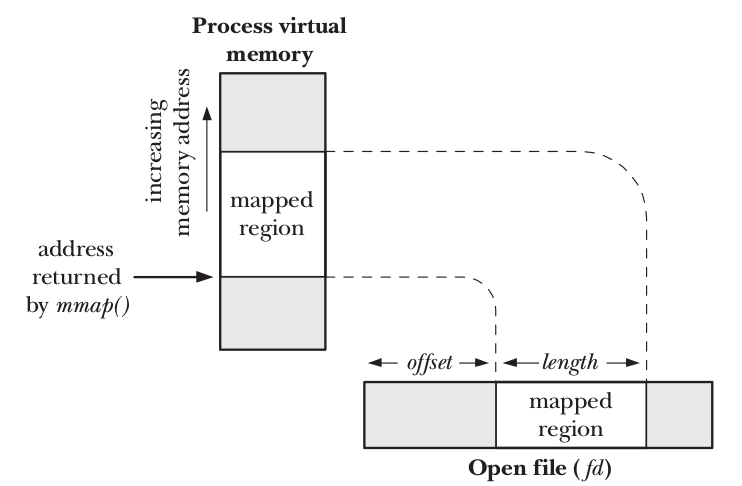 Process virtual
memory
increasing
memory address
mapped
region
address
returned
by mmap()
offset
length
mapped
region
Open file (fd)